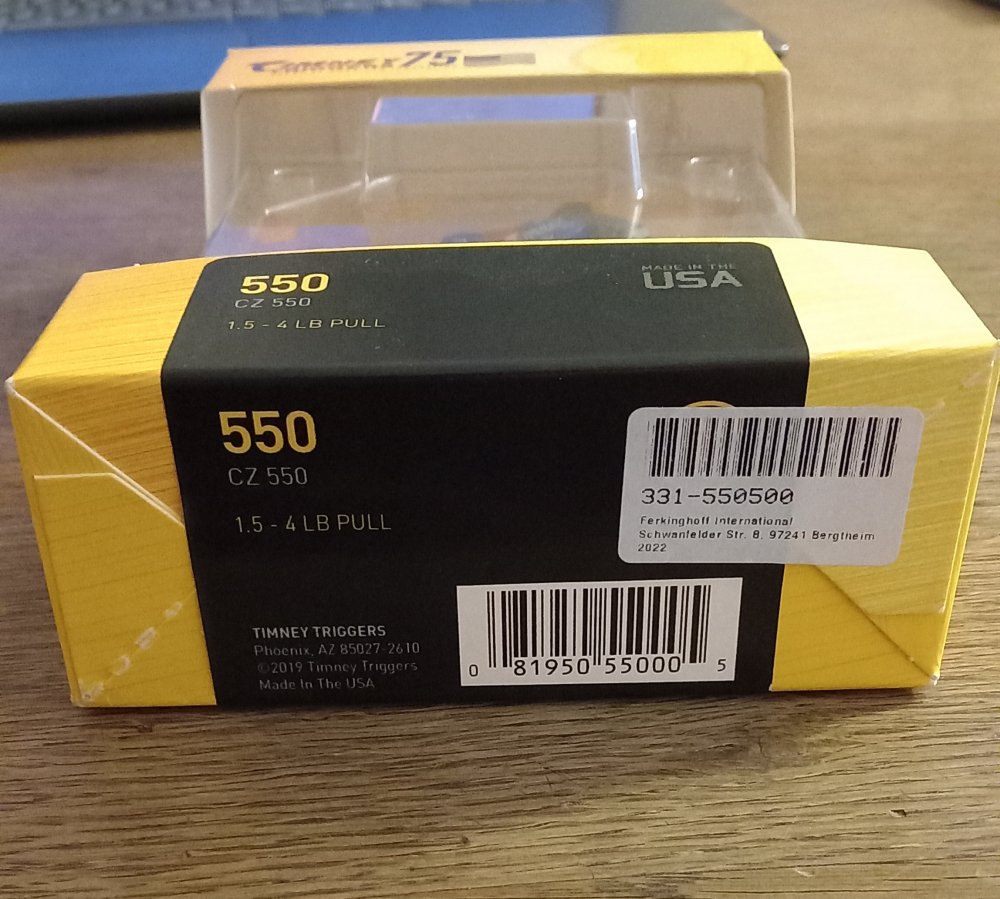 75
550
CZ 550
1.5 - 4 LB PULL
MADE IN THE
USA
550
CZ 550
1.5 - 4 LB PULL
331-550500
Ferkinghoff International
Schwanfelder Str. 8, 97241 Bergtheim
2022
TIMNEY TRIGGERS
Phoenix, AZ 85027-2610
©2019 Timney Triggers
Made In The USA
0 81950 55000 5